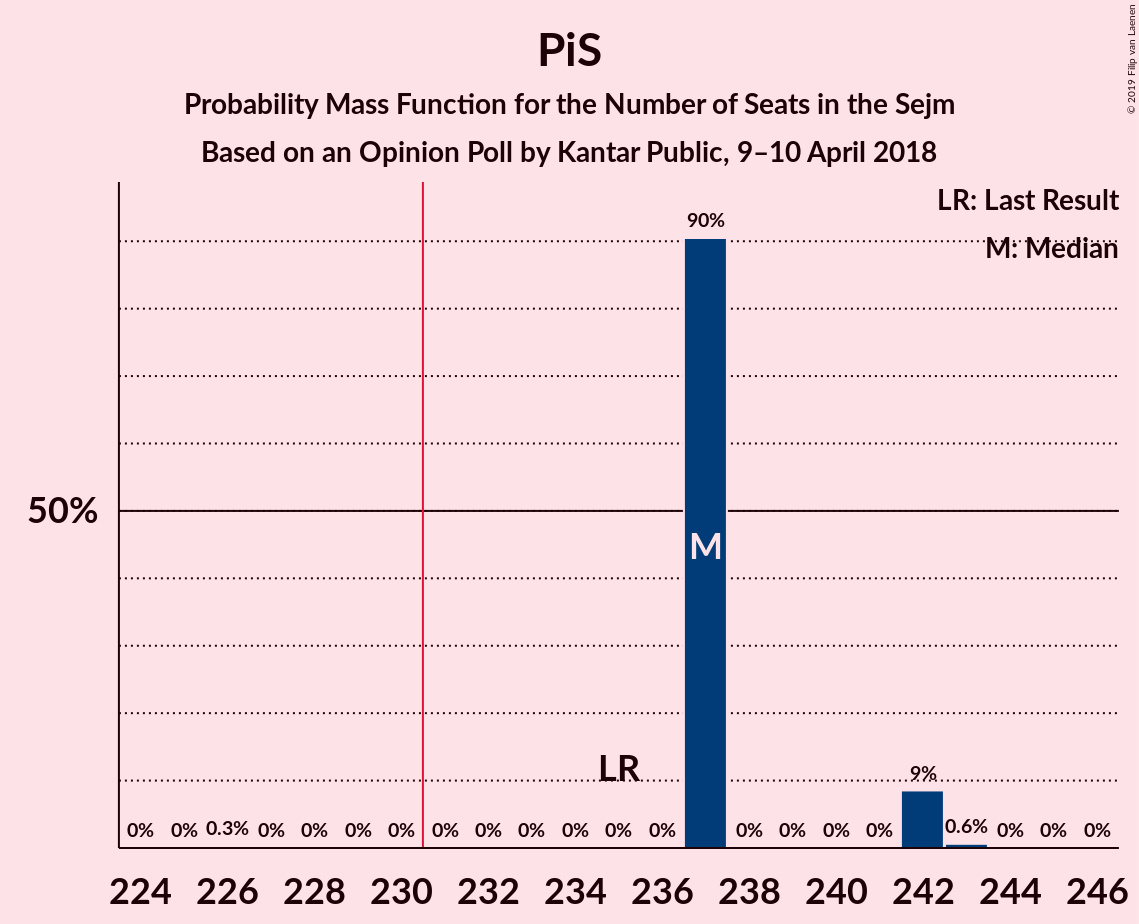 PiS
Probability Mass Function for the Number of Seats in the Sejm
Based on an Opinion Poll by Kantar Public, 9–10 April 2018
© 2019 Filip van Laenen
LR: Last Result
M: Median
90%
50%
M
LR
9%
0% 0% 0.3% 0% 0% 0% 0% 0% 0% 0% 0% 0% 0% 0% 0% 0% 0% 0.6% 0% 0% 0%
224 226 228 230 232 234 236 238 240 242 244 246